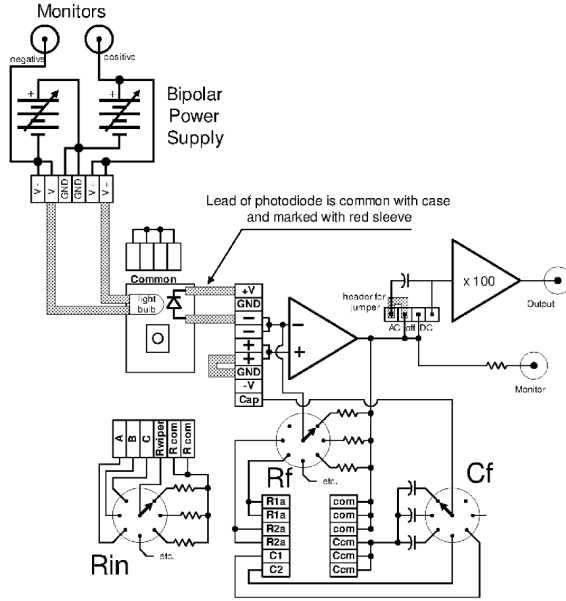 Monitors
negative
positive
+
+
Bipolar
Power
Supply
V -
V -
GND
GND
V +
V +
Lead of photodiode is common with case
and marked with red sleeve
Common
light
bulb
+V
GND
−
−
+
+
GND
-V
Cap
−
+
header for
jumper
AC off DC
x 100
Output
Monitor
A
B
C
Rwiper
R com
R com
etc.
Rin
Rf
etc.
Cf
R1a
R1a
R2a
R2a
C1
C2
com
com
com
Ccm
Ccm
Ccm